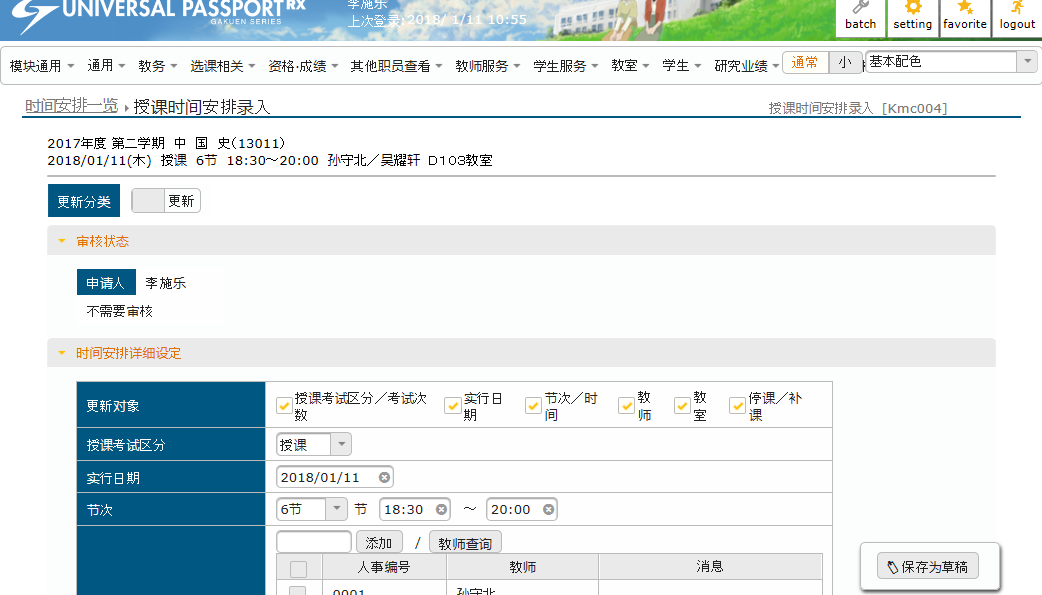 UNIVERSAL PASSPORT RX
GAKUEN SERIES
李施乐
上次登录:2018/ 1/11 10:55
batch setting favorite logout
模块通用 通用 教务 选课相关 资格·成绩 其他职员查看 教师服务 学生服务 教室 学生 研究业绩 通常 小 基本配色
时间安排一览 授课时间安排录入 授课时间安排录入 [Kmc004]
2017年度 第二学期 中 国 史(13011)
2018/01/11(木) 授课 6节 18:30～20:00 孙守北／吴耀轩 D103教室
更新分类 更新
审核状态
申请人 李施乐
不需要审核
时间安排详细设定
更新对象 授课考试区分／考试次数 实行日期 节次／时间 教师 教室 停课／补课
授课考试区分 授课
实行日期 2018/01/11
节次 6节 节 18:30 ～ 20:00
添加 / 教师查询
人事编号 教师 消息
0001 孙守北
保存为草稿